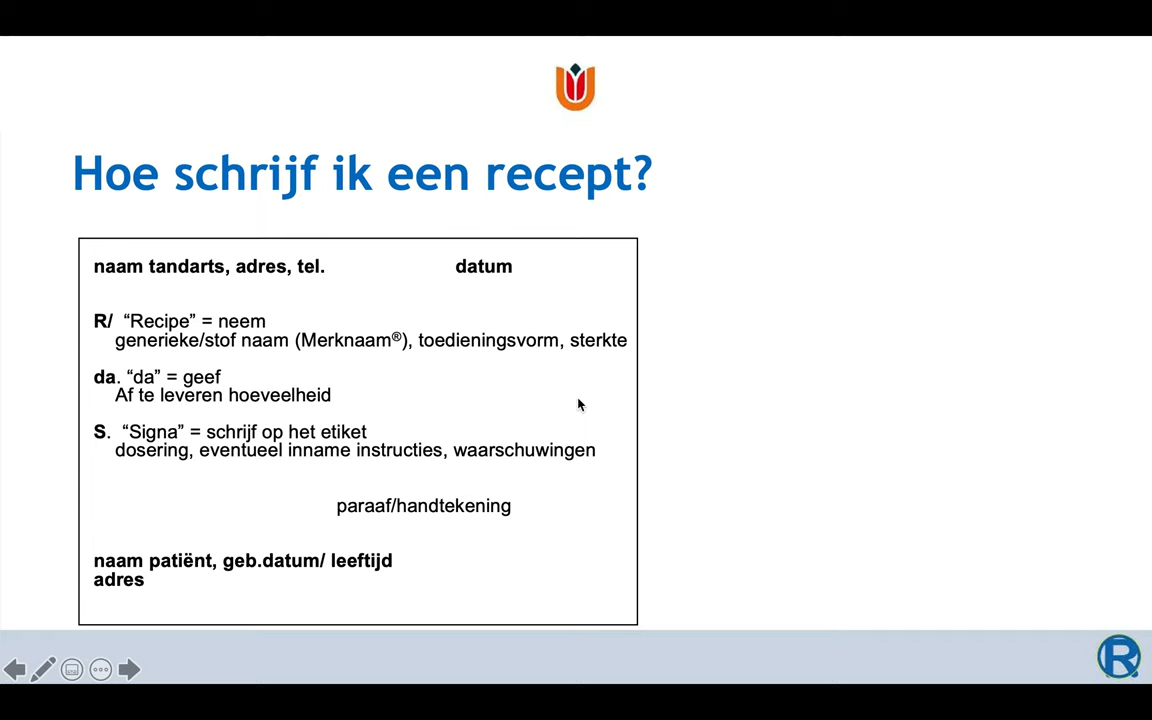 Hoe schrijf ik een recept?
naam tandarts, adres, tel. datum
R/ “Recipe” = neem
generieke/stof naam (Merknaam®), toedieningsvorm, sterkte
da. “da” = geef
Af te leveren hoeveelheid
S. “Signa” = schrijf op het etiket
dosering, eventueel inname instructies, waarschuwingen
paraaf/handtekening
naam patiënt, geb.datum/ leeftijd
adres
R